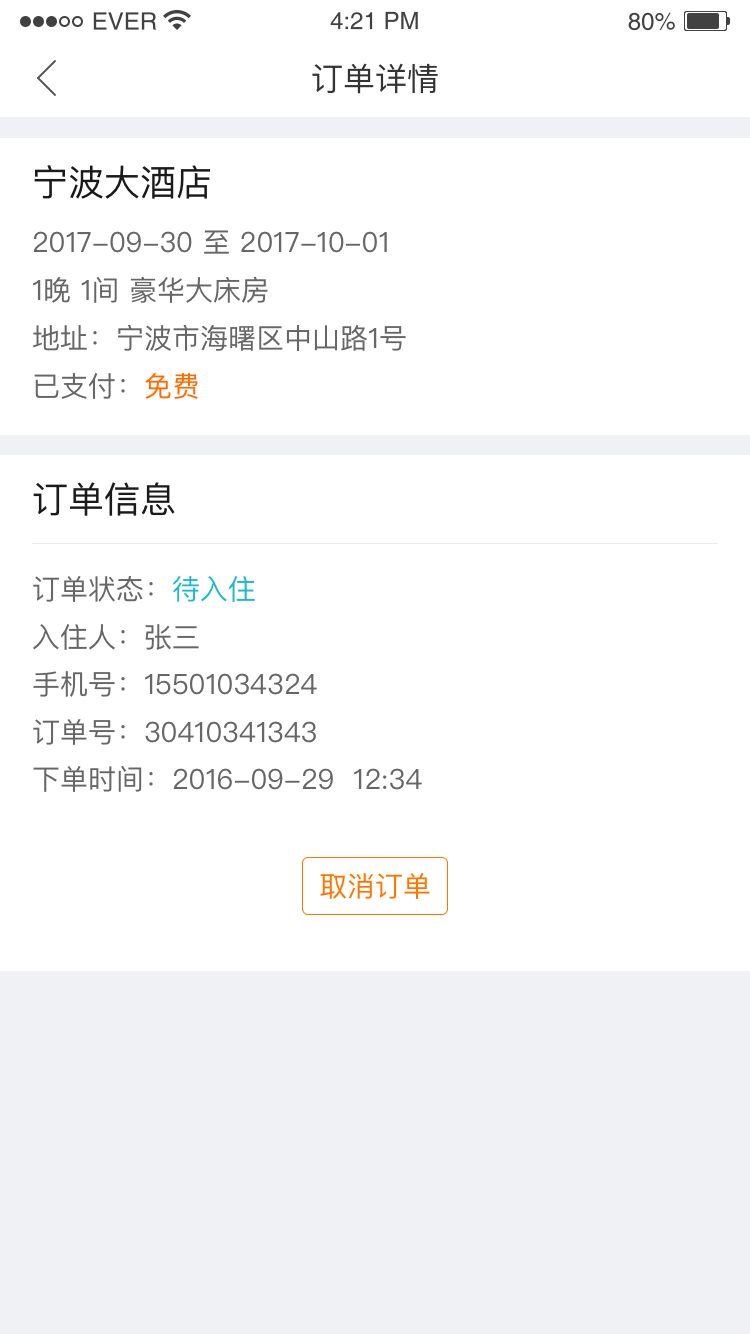 ●●●○○ EVER 4:21 PM 80%
订单详情
宁波大酒店
2017-09-30 至 2017-10-01
1晚 1间 豪华大床房
地址：宁波市海曙区中山路1号
已支付：免费
订单信息
订单状态：待入住
入住人：张三
手机号：15501034324
订单号：30410341343
下单时间：2016-09-29 12:34
取消订单